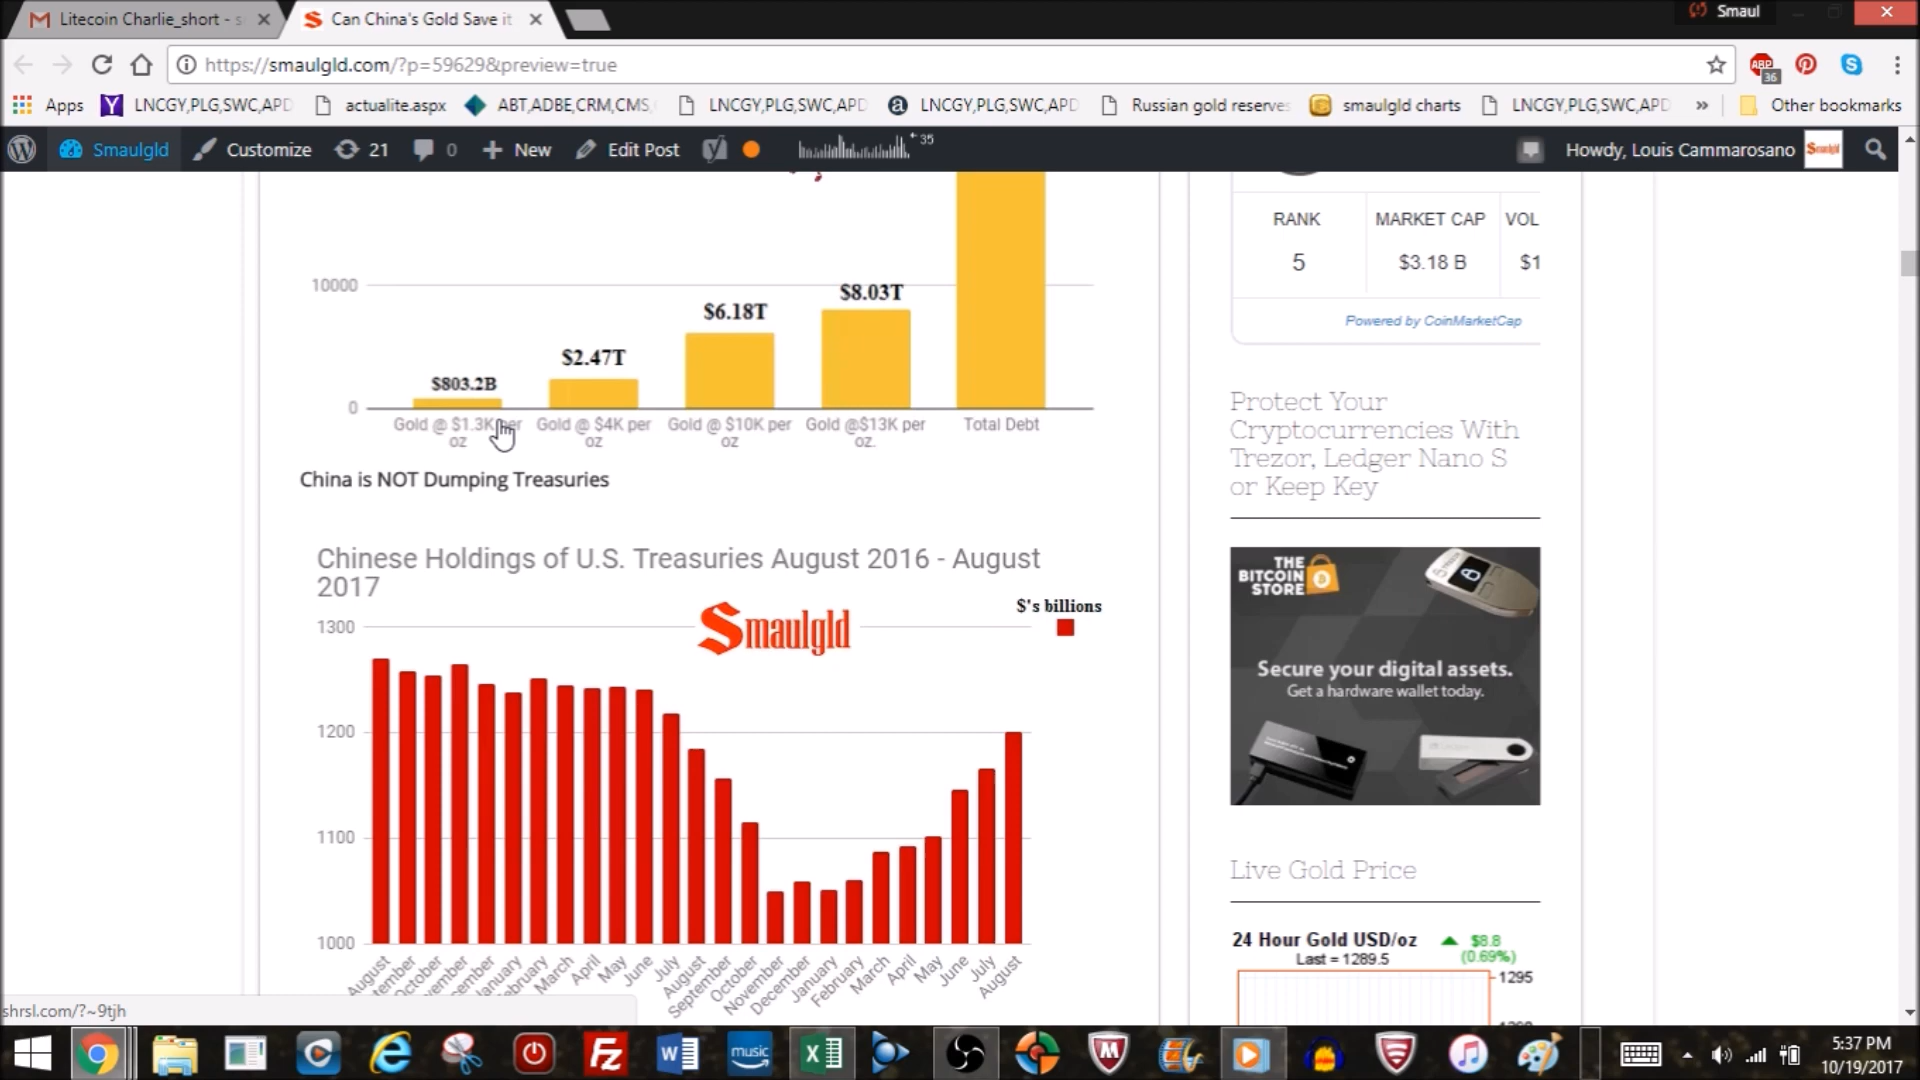 Litecoin Charlie_short - s
Can China's Gold Save it
Smaul
https://smaulgld.com/?p=59629&preview=true
ABP
36
Apps
LNCGY,PLG,SWC,APD
actualite.aspx
ABT,ADBE,CRM,CMS,
LNCGY,PLG,SWC,APD
LNCGY,PLG,SWC,APD
Russian gold reserves
smaulgld charts
LNCGY,PLG,SWC,APD
»
Other bookmarks
Smaulgld
Customize
21
0
New
Edit Post
35
Howdy, Louis Cammarosano
Smaulgld
10000
$803.2B
$2.47T
$6.18T
$8.03T
0
Gold @ $1.3K per
oz
Gold @ $4K per
oz
Gold @ $10K per
oz
Gold @$13K per
oz.
Total Debt
China is NOT Dumping Treasuries
Chinese Holdings of U.S. Treasuries August 2016 - August
2017
Smaulgld
$'s billions
1300
1200
1100
1000
August
tember
October
vember
cember
January
February
March
April
May
June
July
August
September
October
November
December
January
February
March
April
May
June
July
August
shrsl.com/?~9tjh
RANK
MARKET CAP
VOL
5
$3.18 B
$1
Powered by CoinMarketCap
Protect Your
Cryptocurrencies With
Trezor, Ledger Nano S
or Keep Key
THE
BITCOIN
STORE
Secure your digital assets.
Get a hardware wallet today.
Live Gold Price
24 Hour Gold USD/oz
$8.8
Last = 1289.5
(0.69%)
1295
music
5:37 PM
10/19/2017